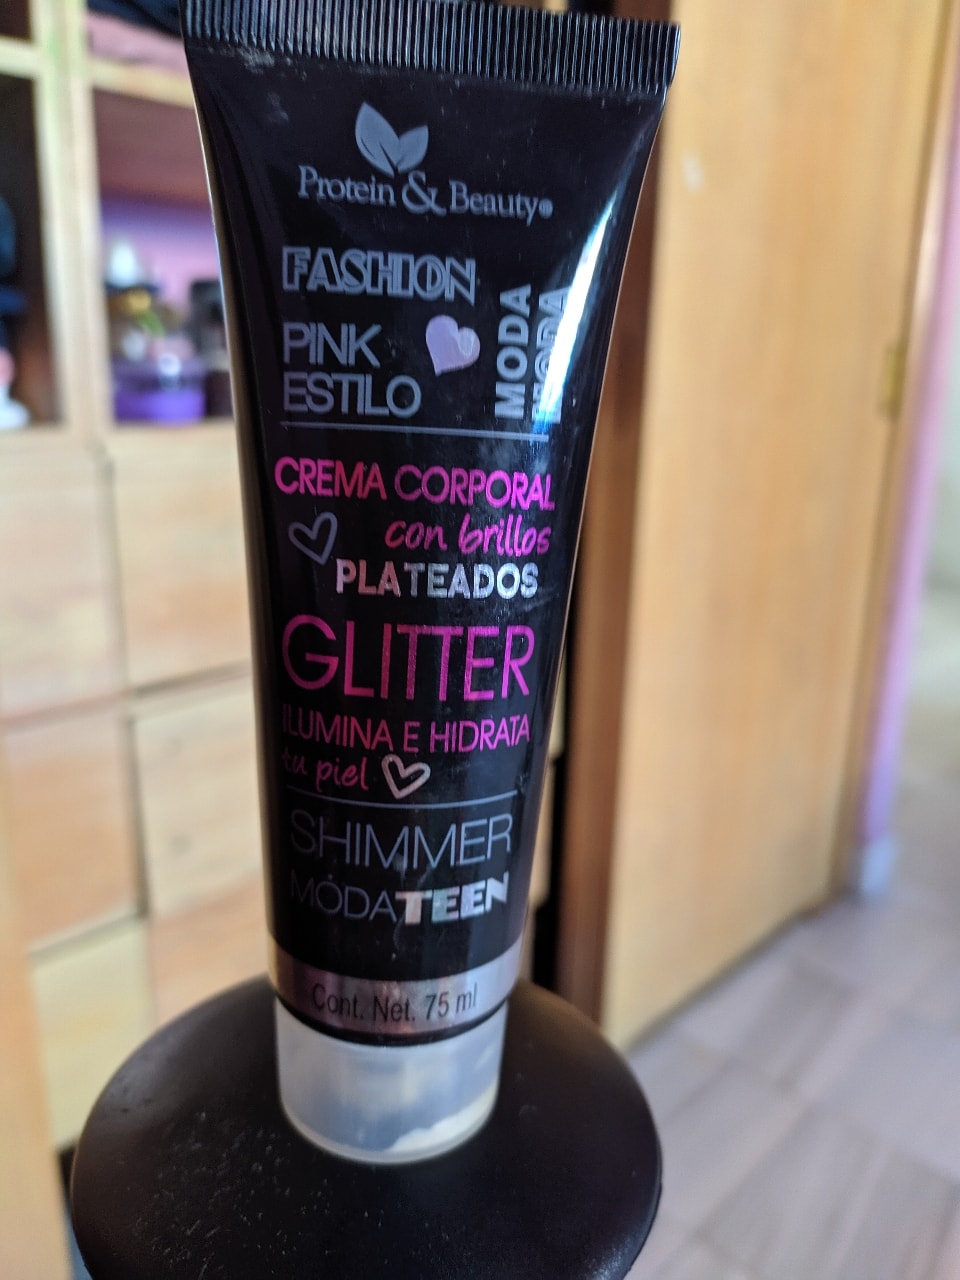 Protein & Beauty®
FASHION
PINK
ESTILO
MODA
MODA
CREMA CORPORAL
con brillos
PLATEADOS
GLITTER
ILUMINA E HIDRATA
tu piel
SHIMMER
MODATEEN
Cont. Net. 75 ml